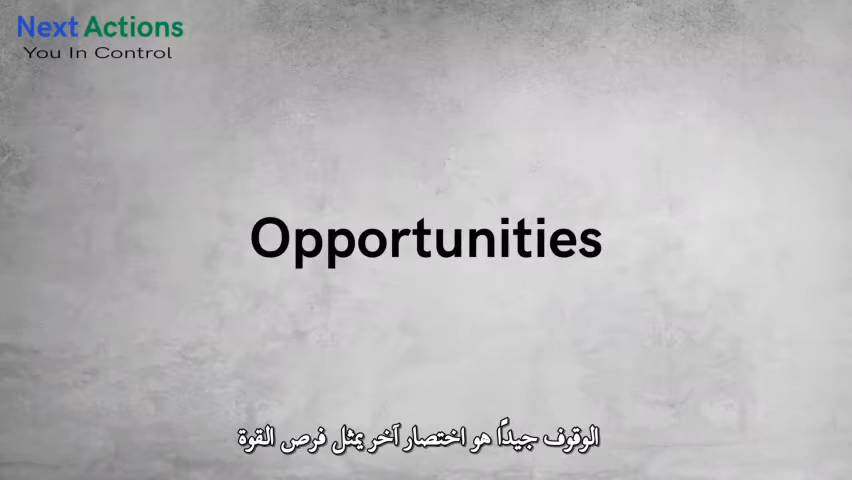 Next Actions
You In Control
Opportunities
الوقوف جيداً هو اختصار آخر يمثل فرص القوة